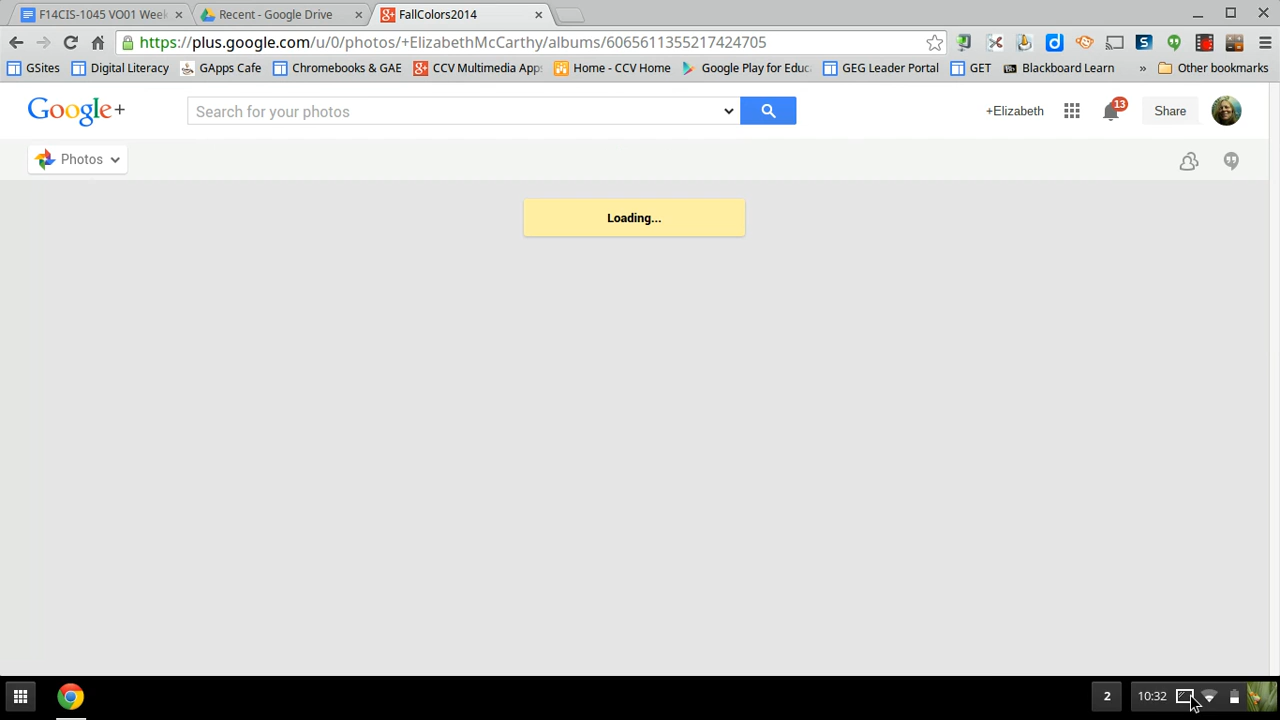 F14CIS-1045 VO01 Week
Recent - Google Drive
FallColors2014
https://plus.google.com/u/0/photos/+ElizabethMcCarthy/albums/6065611355217424705
GSites
Digital Literacy
GApps Cafe
Chromebooks & GAE
CCV Multimedia App
Home - CCV Home
Google Play for Educ
GEG Leader Portal
GET
Blackboard Learn
»
Other bookmarks
Google+
Search for your photos
+Elizabeth
13
Share
Photos
Loading...
2
10:32